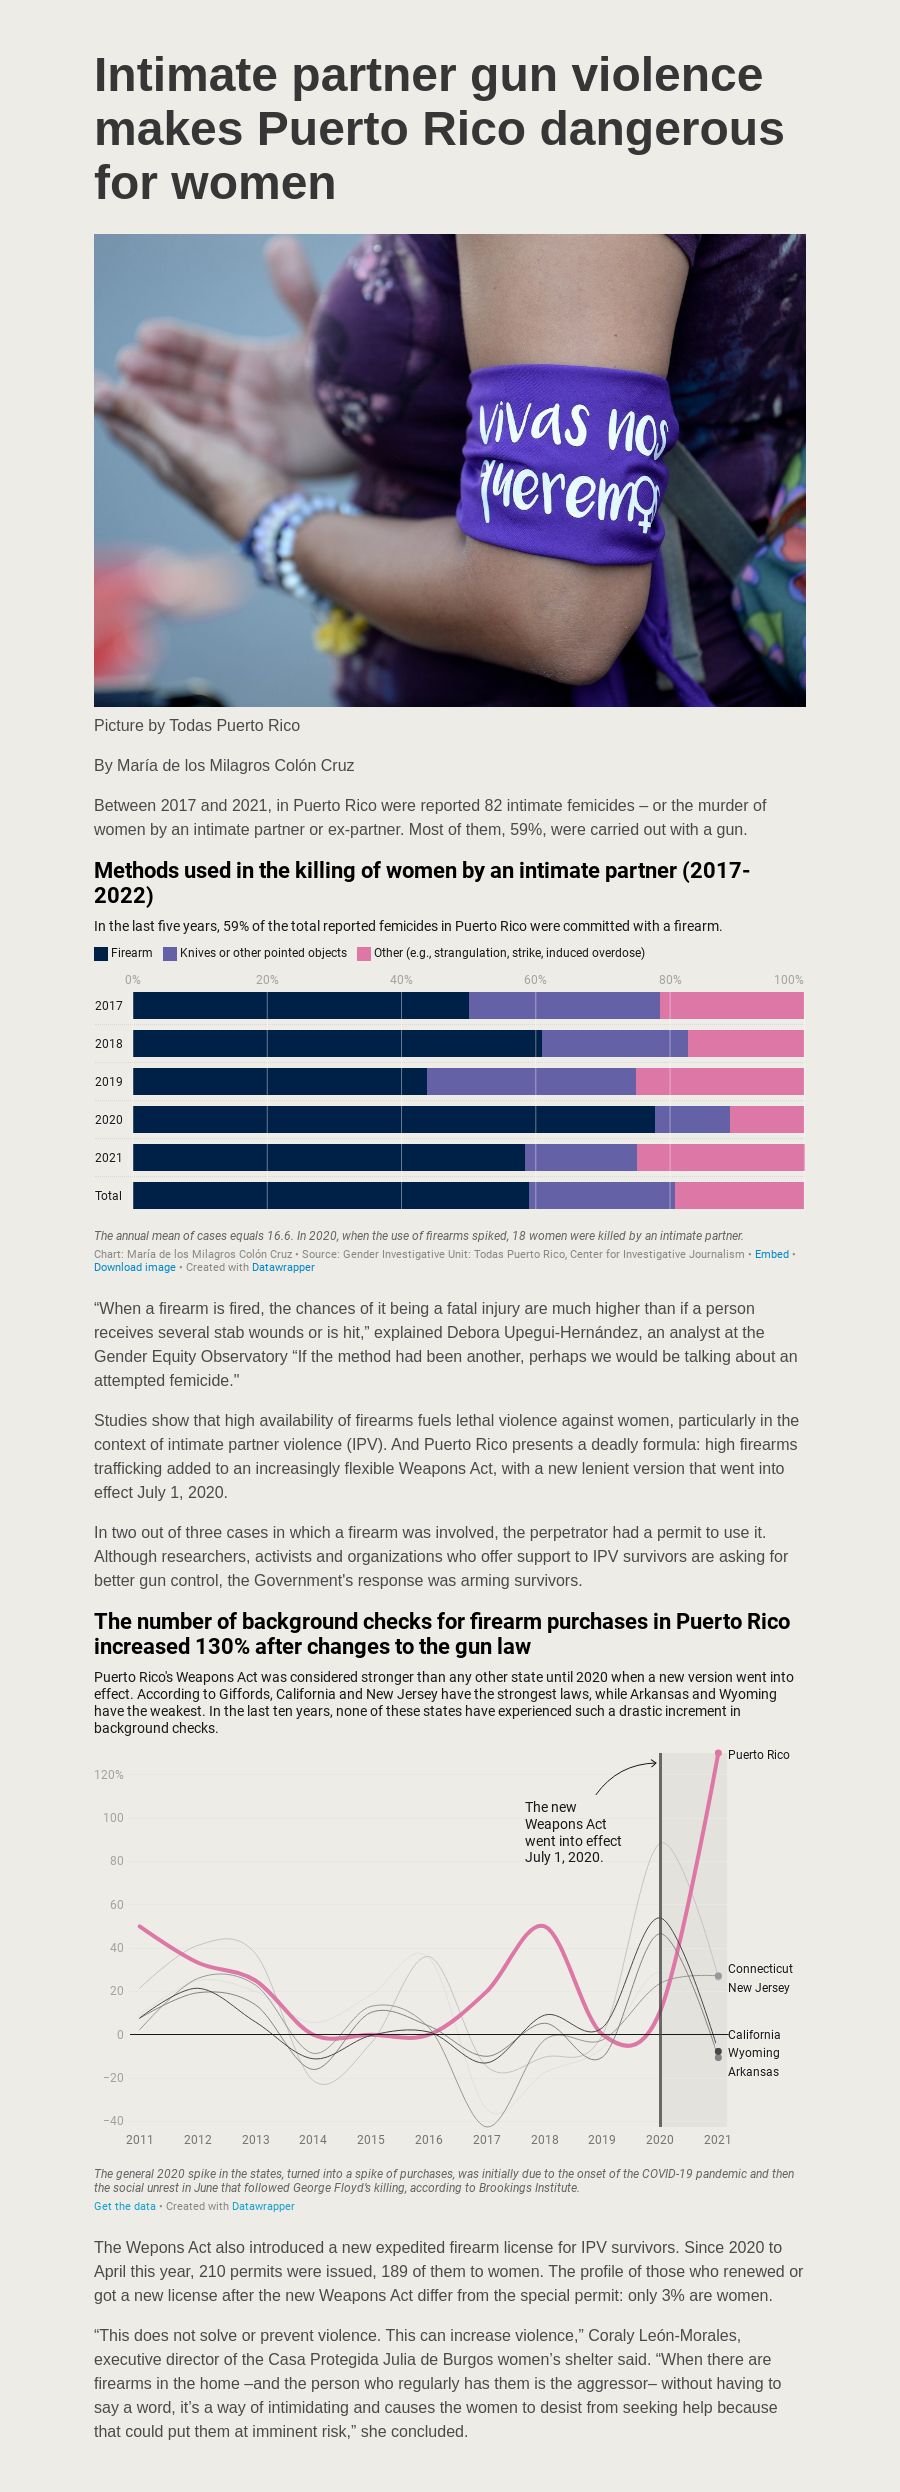 Intimate partner gun violence
makes Puerto Rico dangerous
for women
vivas nos
queremos
Picture by Todas Puerto Rico
By María de los Milagros Colón Cruz
Between 2017 and 2021, in Puerto Rico were reported 82 intimate femicides – or the murder of
women by an intimate partner or ex-partner. Most of them, 59%, were carried out with a gun.
Methods used in the killing of women by an intimate partner (2017-
2022)
In the last five years, 59% of the total reported femicides in Puerto Rico were committed with a firearm.
Firearm Knives or other pointed objects Other (e.g., strangulation, strike, induced overdose)
0% 20% 40% 60% 80% 100%
2017
2018
2019
2020
2021
Total
The annual mean of cases equals 16.6. In 2020, when the use of firearms spiked, 18 women were killed by an intimate partner.
Chart: María de los Milagros Colón Cruz • Source: Gender Investigative Unit: Todas Puerto Rico, Center for Investigative Journalism • Embed •
Download image • Created with Datawrapper
“When a firearm is fired, the chances of it being a fatal injury are much higher than if a person
receives several stab wounds or is hit,” explained Debora Upegui-Hernández, an analyst at the
Gender Equity Observatory “If the method had been another, perhaps we would be talking about an
attempted femicide."
Studies show that high availability of firearms fuels lethal violence against women, particularly in the
context of intimate partner violence (IPV). And Puerto Rico presents a deadly formula: high firearms
trafficking added to an increasingly flexible Weapons Act, with a new lenient version that went into
effect July 1, 2020.
In two out of three cases in which a firearm was involved, the perpetrator had a permit to use it.
Although researchers, activists and organizations who offer support to IPV survivors are asking for
better gun control, the Government's response was arming survivors.
The number of background checks for firearm purchases in Puerto Rico
increased 130% after changes to the gun law
Puerto Rico's Weapons Act was considered stronger than any other state until 2020 when a new version went into
effect. According to Giffords, California and New Jersey have the strongest laws, while Arkansas and Wyoming
have the weakest. In the last ten years, none of these states have experienced such a drastic increment in
background checks.
Puerto Rico
120%
The new
Weapons Act
went into effect
July 1, 2020.
100
80
60
40
Connecticut
New Jersey
20
0
California
Wyoming
Arkansas
−20
−40
2011 2012 2013 2014 2015 2016 2017 2018 2019 2020 2021
The general 2020 spike in the states, turned into a spike of purchases, was initially due to the onset of the COVID-19 pandemic and then
the social unrest in June that followed George Floyd's killing, according to Brookings Institute.
Get the data • Created with Datawrapper
The Wepons Act also introduced a new expedited firearm license for IPV survivors. Since 2020 to
April this year, 210 permits were issued, 189 of them to women. The profile of those who renewed or
got a new license after the new Weapons Act differ from the special permit: only 3% are women.
“This does not solve or prevent violence. This can increase violence,” Coraly León-Morales,
executive director of the Casa Protegida Julia de Burgos women’s shelter said. “When there are
firearms in the home –and the person who regularly has them is the aggressor– without having to
say a word, it’s a way of intimidating and causes the women to desist from seeking help because
that could put them at imminent risk,” she concluded.